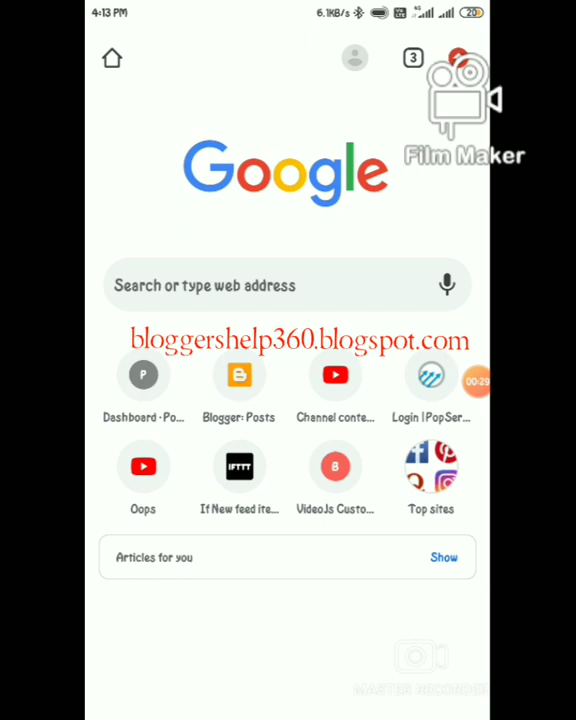 4:13 PM 6.1KB/s 4G 20
3
Film Maker
Google
Search or type web address
bloggershelp360.blogspot.com
P
00:29
Dashboard · Po... Blogger: Posts Channel conte... Login | PopSer...
IFTTT B
Oops If New feed ite... VideoJs Custo... Top sites
Articles for you Show
MASTER RECORDER